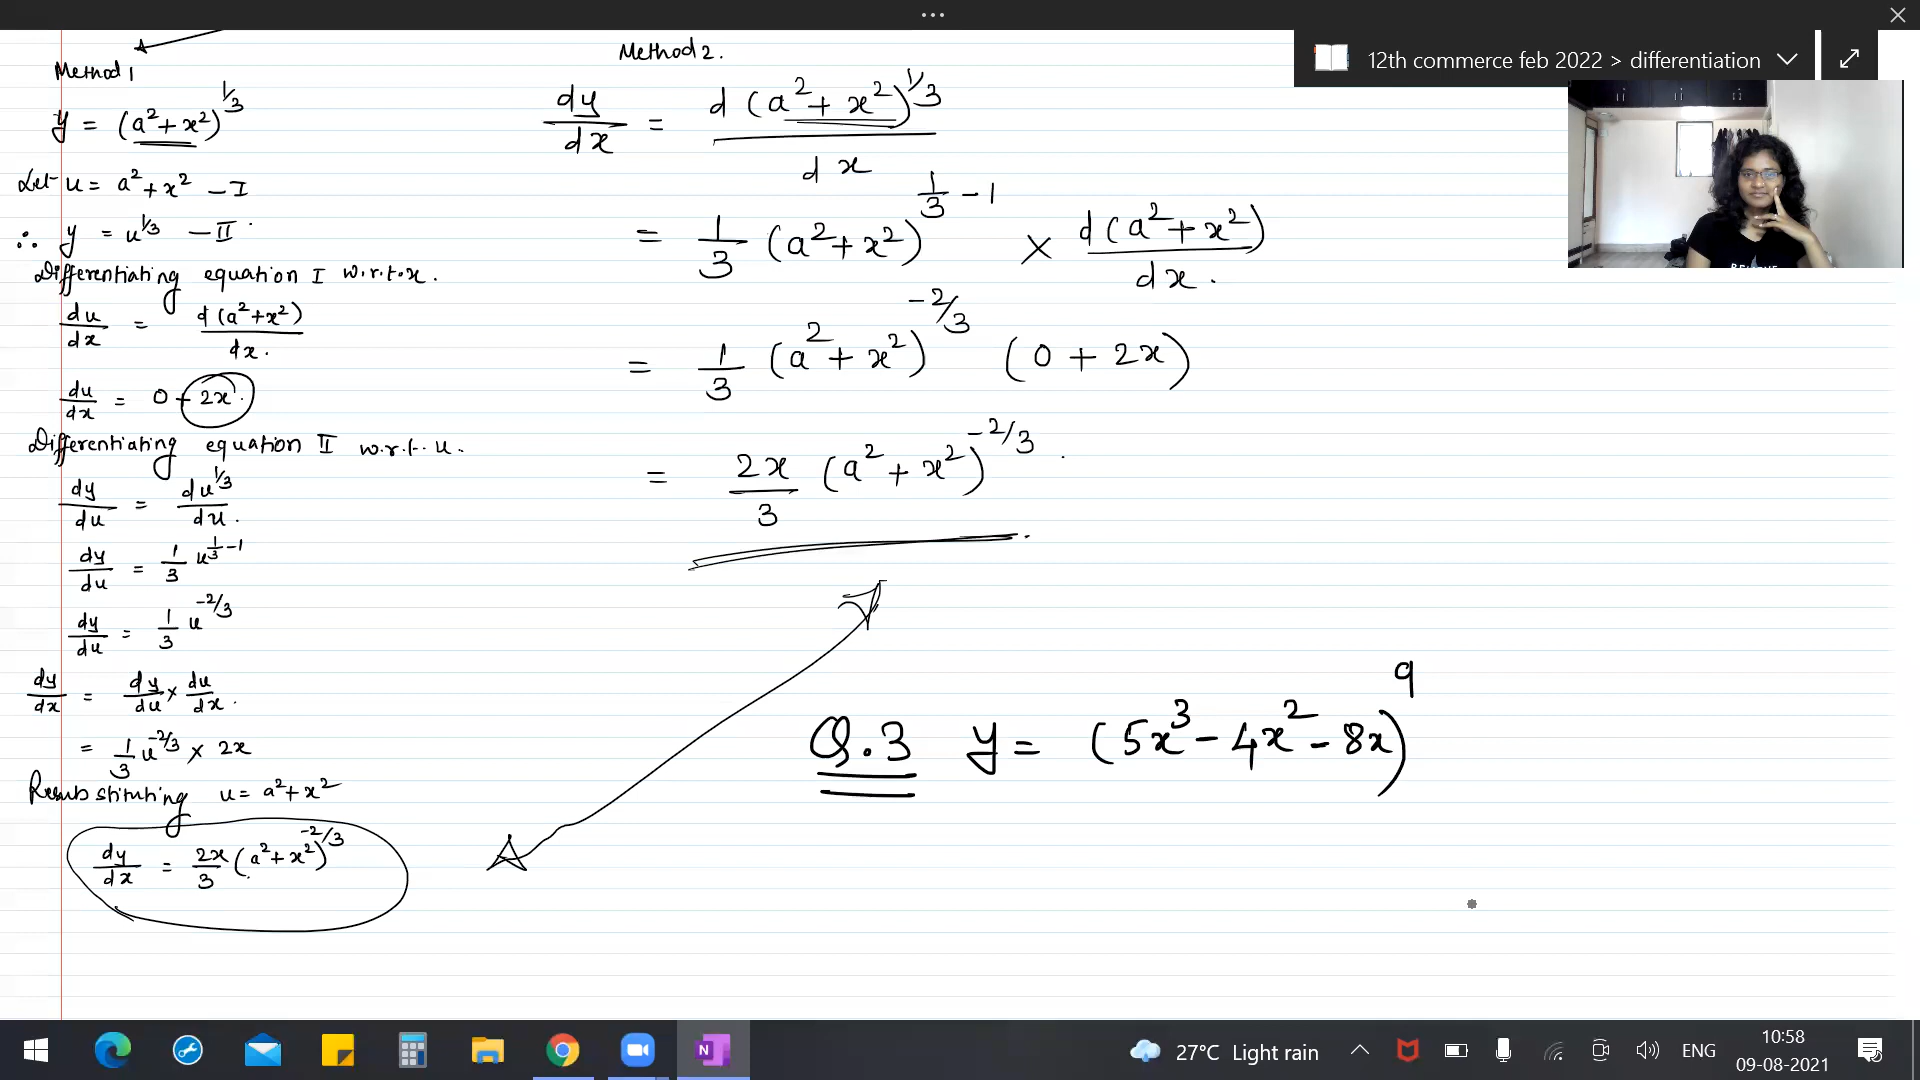 ...
12th commerce feb 2022 > differentiation
Method 1
y = (a²+x²)^1/3
Let u = a²+x² – I
∴ y = u^1/3 – II
Differentiating equation I w.r.t.x.
du/dx = d(a²+x²)/dx.
du/dx = 0 + 2x.
Differentiating equation II w.r.t. u.
dy/du = du^1/3/du.
dy/du = 1/3 u^1/3-1
dy/du = 1/3 u^-2/3
dy/dx = dy/du × du/dx.
= 1/3 u^-2/3 × 2x
Resubstituting u = a²+x²
dy/dx = 2x/3 (a²+x²)^-2/3
Method 2.
dy/dx = d(a²+x²)^1/3/dx
= 1/3 (a²+x²)^1/3-1 × d(a²+x²)/dx.
= 1/3 (a²+x²)^-2/3 (0 + 2x)
= 2x/3 (a²+x²)^-2/3
Q.3 y = (5x³-4x²-8x)^9
27°C Light rain
ENG
10:58
09-08-2021